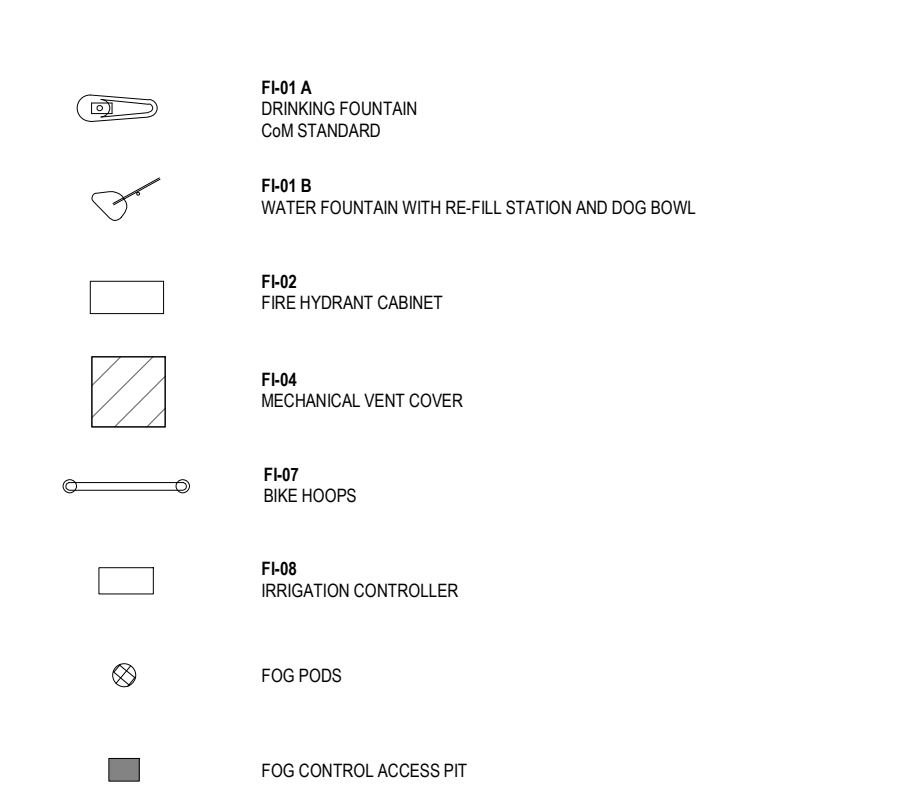 FI-01 A
DRINKING FOUNTAIN
CoM STANDARD
FI-01 B
WATER FOUNTAIN WITH RE-FILL STATION AND DOG BOWL
FI-02
FIRE HYDRANT CABINET
FI-04
MECHANICAL VENT COVER
FI-07
BIKE HOOPS
FI-08
IRRIGATION CONTROLLER
FOG PODS
FOG CONTROL ACCESS PIT